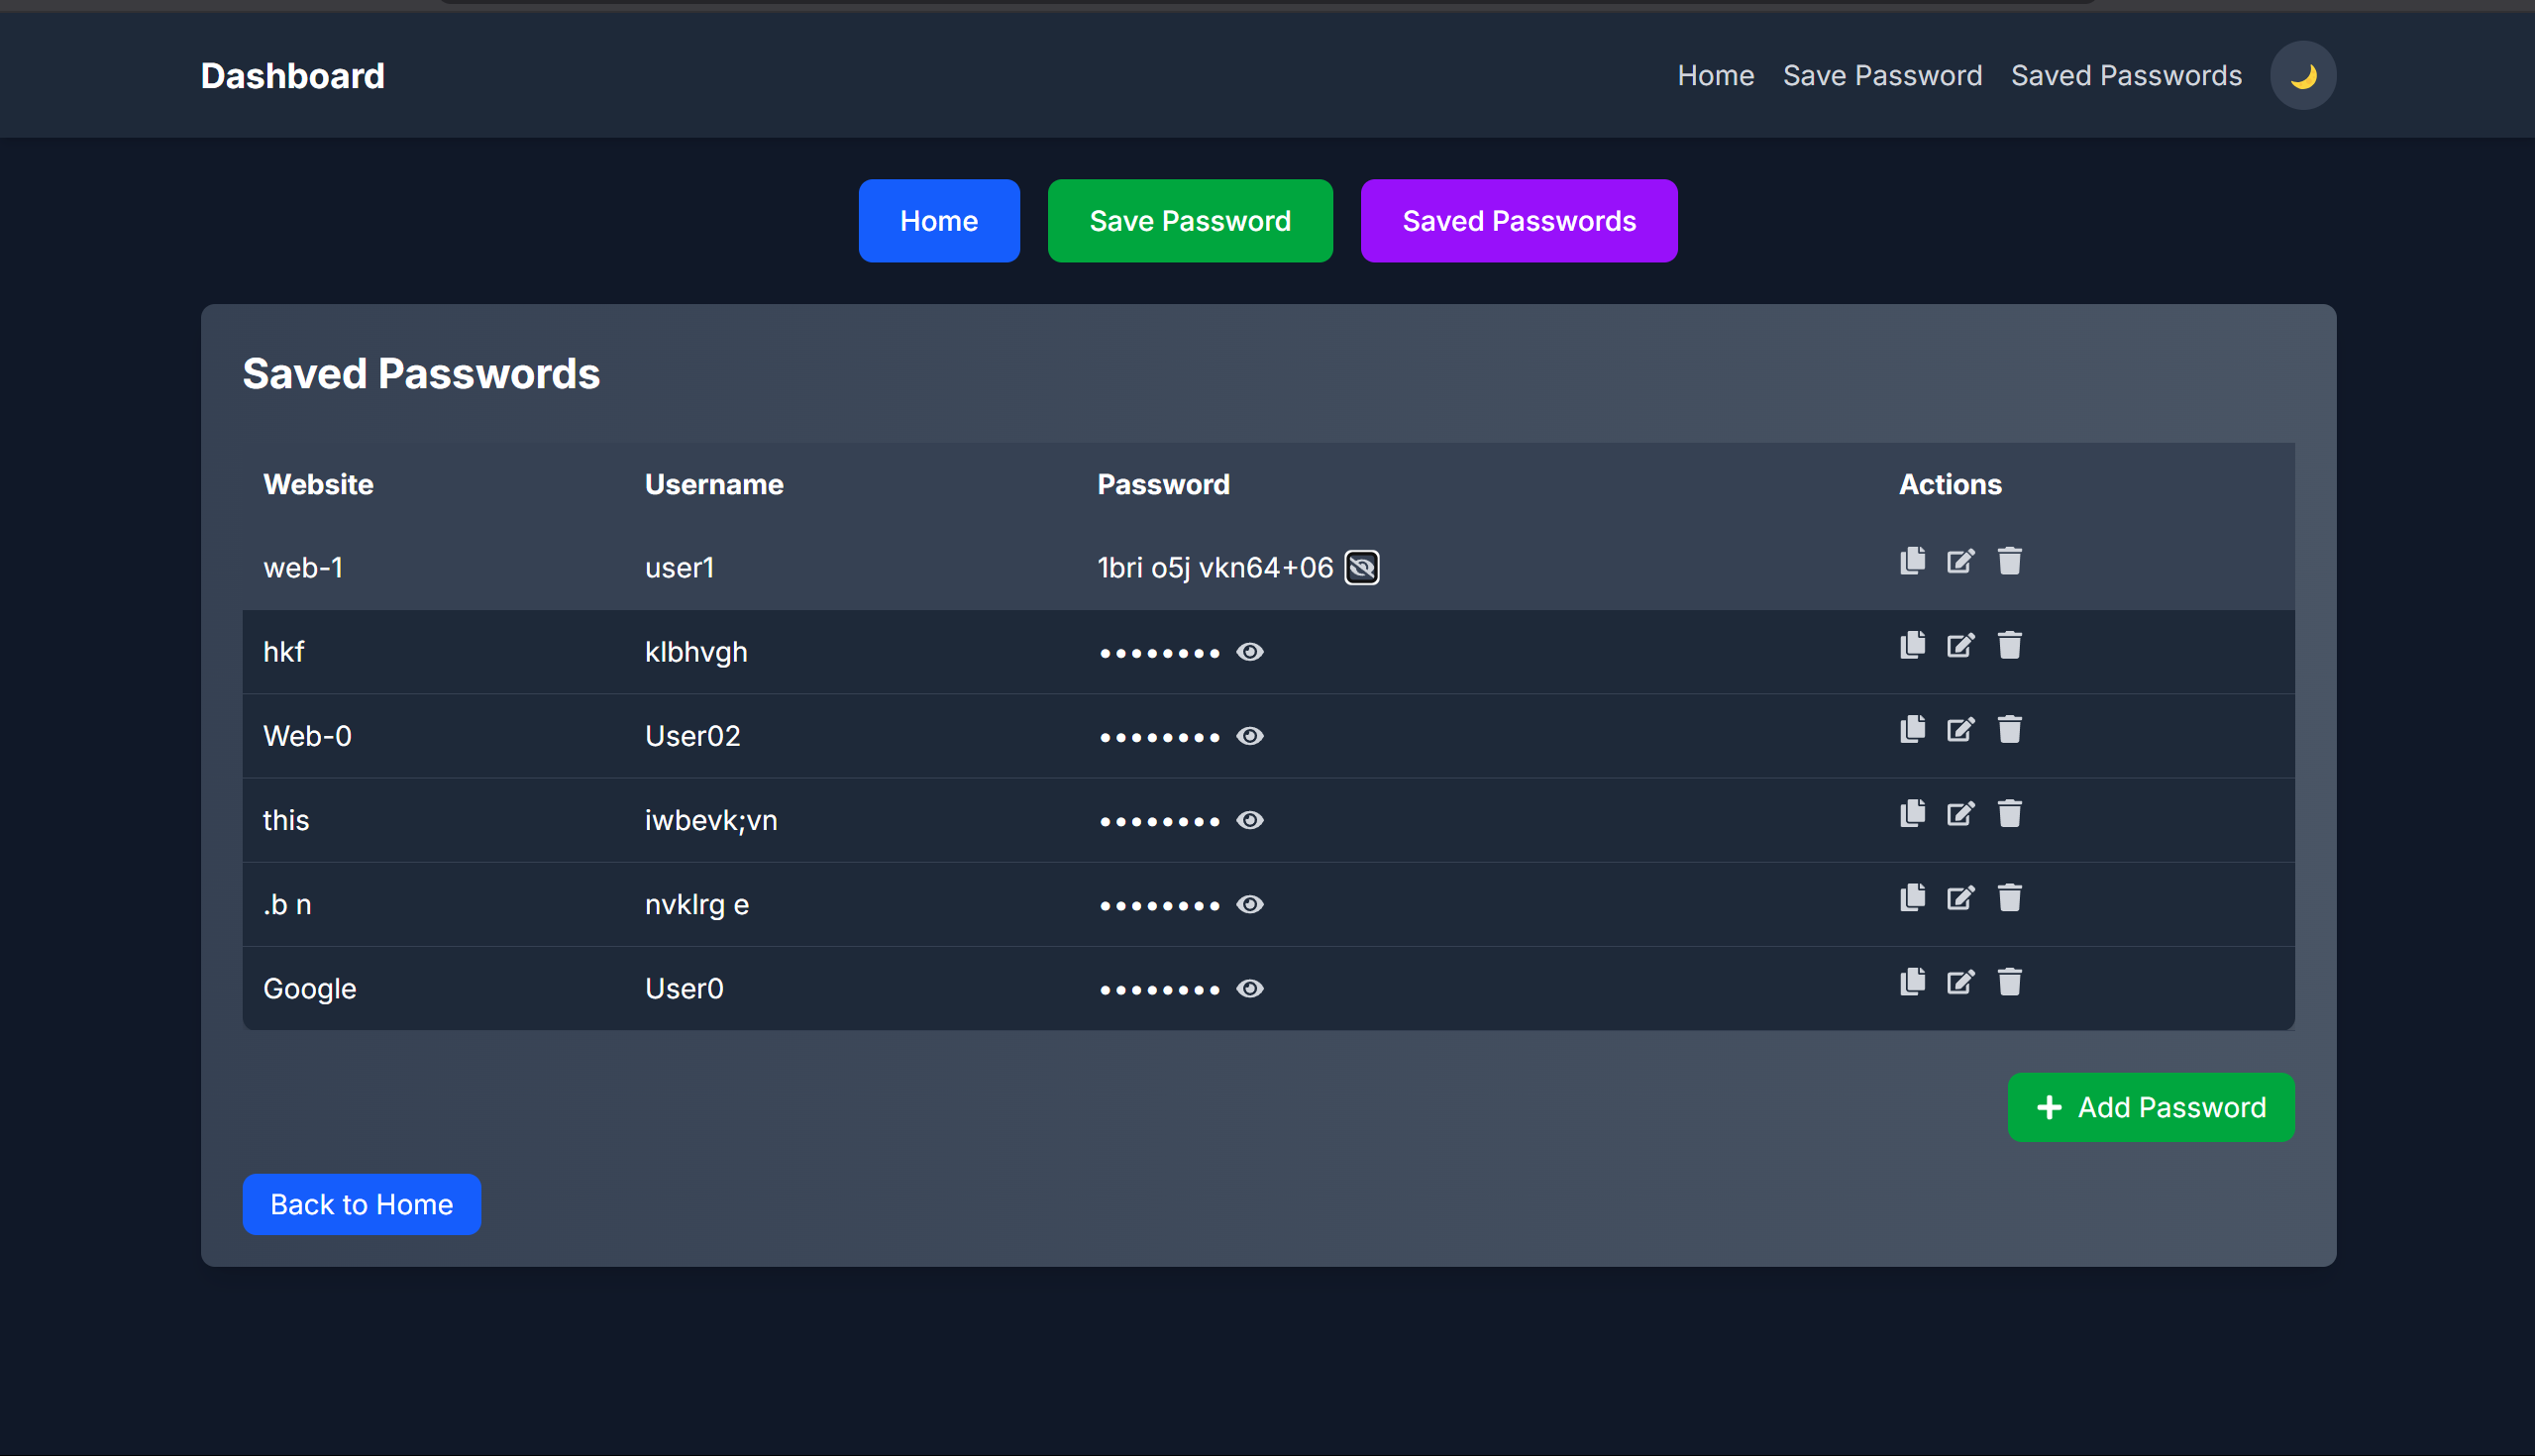 Dashboard Home Save Password Saved Passwords
Home Save Password Saved Passwords
Saved Passwords
Website Username Password Actions
web-1 user1 1bri o5j vkn64+06
hkf klbhvgh ••••••••
Web-0 User02 ••••••••
this iwbevk;vn ••••••••
.b n nvklrg e ••••••••
Google User0 ••••••••
Add Password
Back to Home